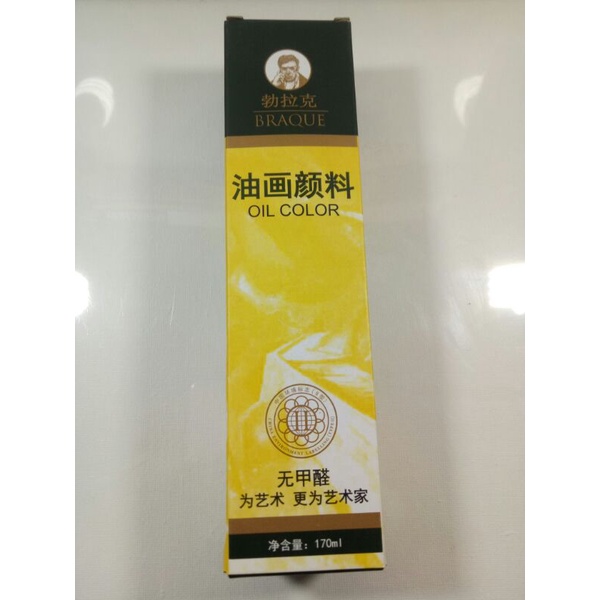 勃拉克
BRAQUE
油画颜料
OIL COLOR
无甲醛
为艺术 更为艺术家
净含量：170ml